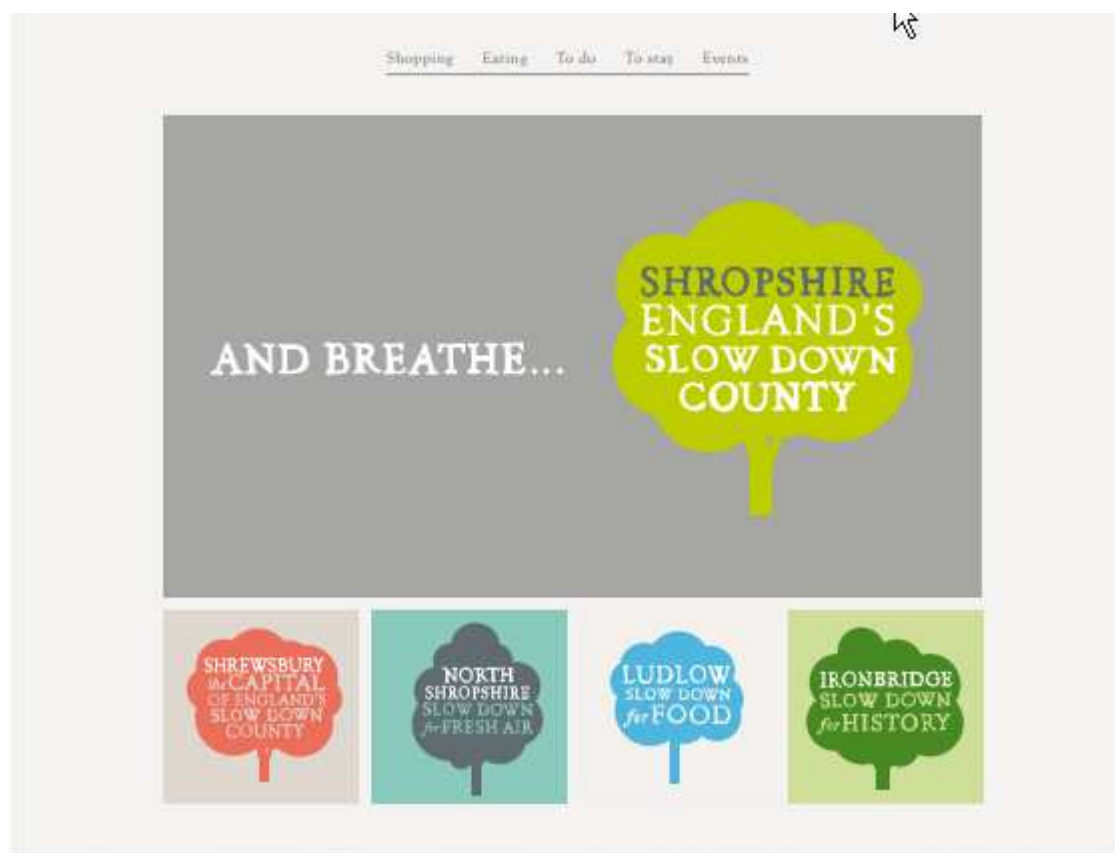 Shopping Eating To do To stay Events
AND BREATHE...
SHROPSHIRE
ENGLAND'S
SLOW DOWN
COUNTY
SHREWSBURY
the CAPITAL
OF ENGLAND'S
SLOW DOWN
COUNTY
NORTH
SHROPSHIRE
SLOW DOWN
for FRESH AIR
LUDLOW
SLOW DOWN
for FOOD
IRONBRIDGE
SLOW DOWN
for HISTORY